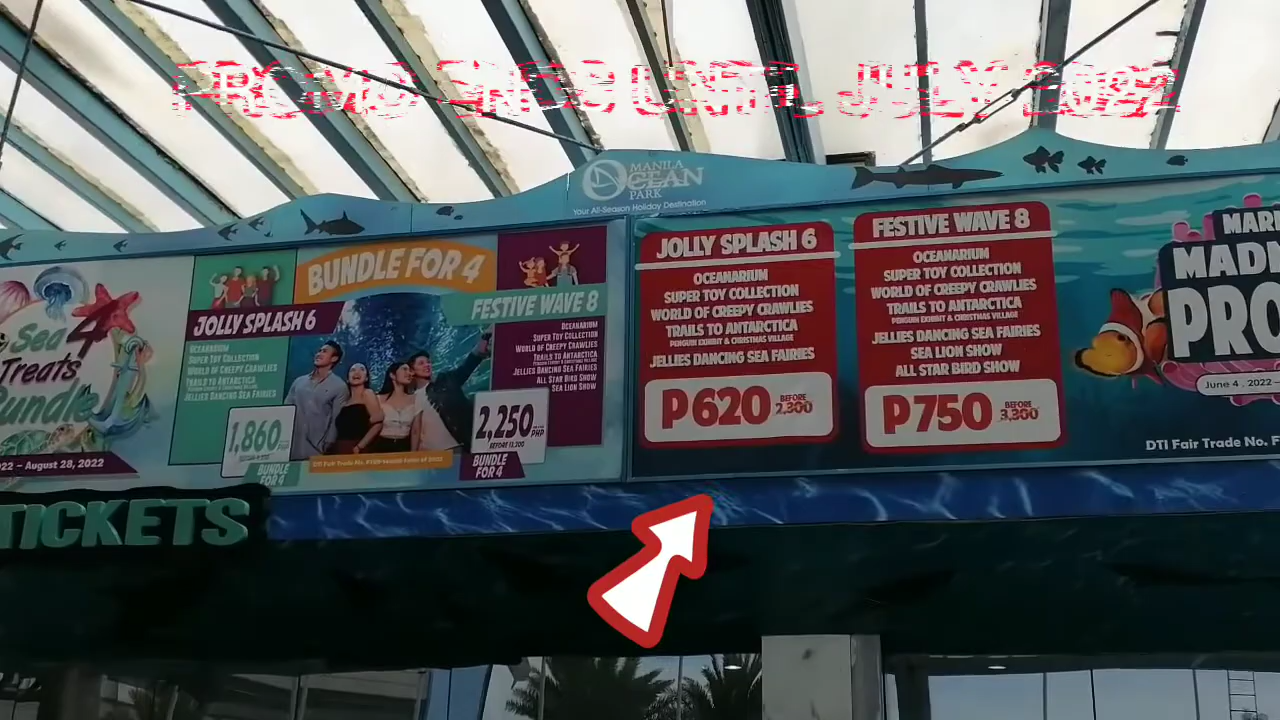 PROMO GOOD UNTIL JULY 2022
MANILA
OCEAN
PARK
Your All-Season Holiday Destination
Sea 4
Treats
Bundle
022 – August 28, 2022
BUNDLE FOR 4
JOLLY SPLASH 6
OCEANARIUM
SUPER TOY COLLECTION
WORLD OF CREEPY CRAWLIES
TRAILS TO ANTARCTICA
JELLIES DANCING SEA FAIRIES
1,860
BUNDLE
FOR 4
FESTIVE WAVE 8
OCEANARIUM
SUPER TOY COLLECTION
WORLD OF CREEPY CRAWLIES
TRAILS TO ANTARCTICA
JELLIES DANCING SEA FAIRIES
ALL STAR BIRD SHOW
SEA LION SHOW
2,250
PHP
BUNDLE
FOR 4
JOLLY SPLASH 6
OCEANARIUM
SUPER TOY COLLECTION
WORLD OF CREEPY CRAWLIES
TRAILS TO ANTARCTICA
PENGUIN EXHIBIT & CHRISTMAS VILLAGE
JELLIES DANCING SEA FAIRIES
P620 BEFORE 2,300
FESTIVE WAVE 8
OCEANARIUM
SUPER TOY COLLECTION
WORLD OF CREEPY CRAWLIES
TRAILS TO ANTARCTICA
PENGUIN EXHIBIT & CHRISTMAS VILLAGE
JELLIES DANCING SEA FAIRIES
SEA LION SHOW
ALL STAR BIRD SHOW
P750 BEFORE 3,300
MAR
MADN
PRO
June 4, 2022 –
DTI Fair Trade No. F
TICKETS